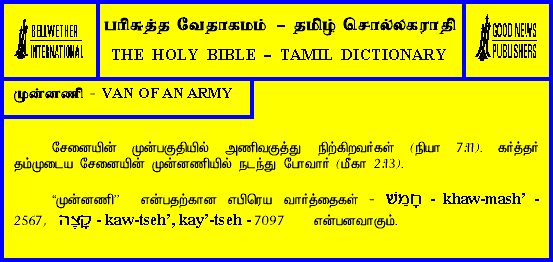 BELLWETHER
INTERNATIONAL
பரிசுத்த வேதாகமம் – தமிழ் சொல்லகராதி
THE HOLY BIBLE – TAMIL DICTIONARY
GOOD NEWS
PUBLISHERS
முன்னணி - VAN OF AN ARMY
சேனையின் முன்பகுதியில் அணிவகுத்து நிற்கிறவர்கள் (நியா 7:11). கர்த்தர்
தம்முடைய சேனையின் முன்னணியில் நடந்து போவார் (மீகா 2:13).
“முன்னணி” என்பதற்கான எபிரெய வார்த்தைகள் - חָמַשׁ - khaw-mash’ -
2567, קָצֶה - kaw-tseh’, kay’-tseh - 7097 என்பனவாகும்.